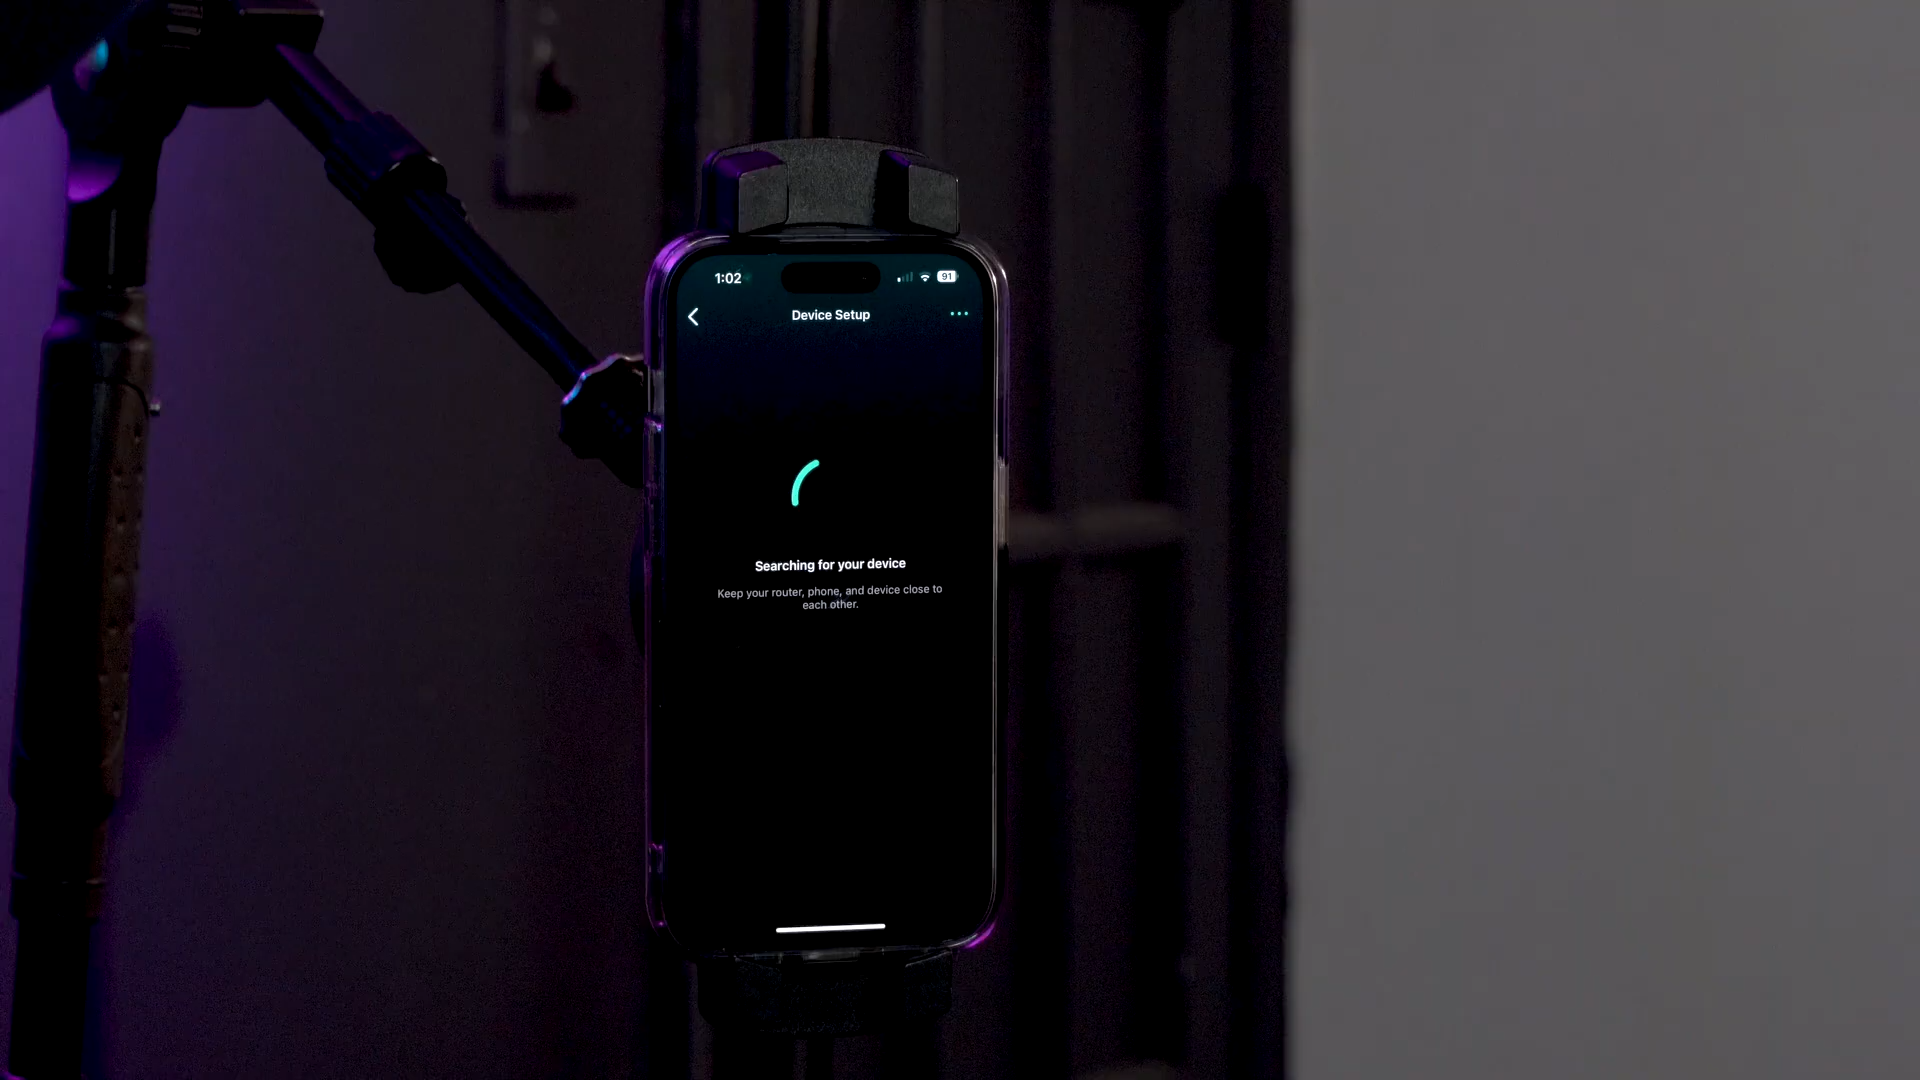 1:02
91
Device Setup
Searching for your device
Keep your router, phone, and device close to
each other.